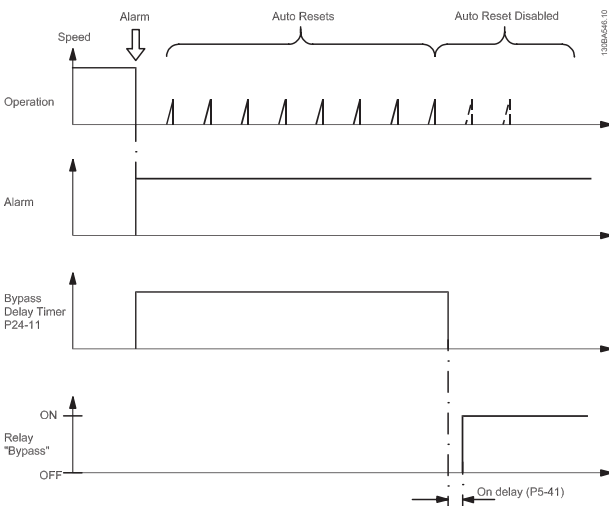 Alarm
Auto Resets
Auto Reset Disabled
130BA546.10
Speed
Operation
Alarm
Bypass
Delay Timer
P24-11
ON
Relay
"Bypass"
OFF
On delay (P5-41)